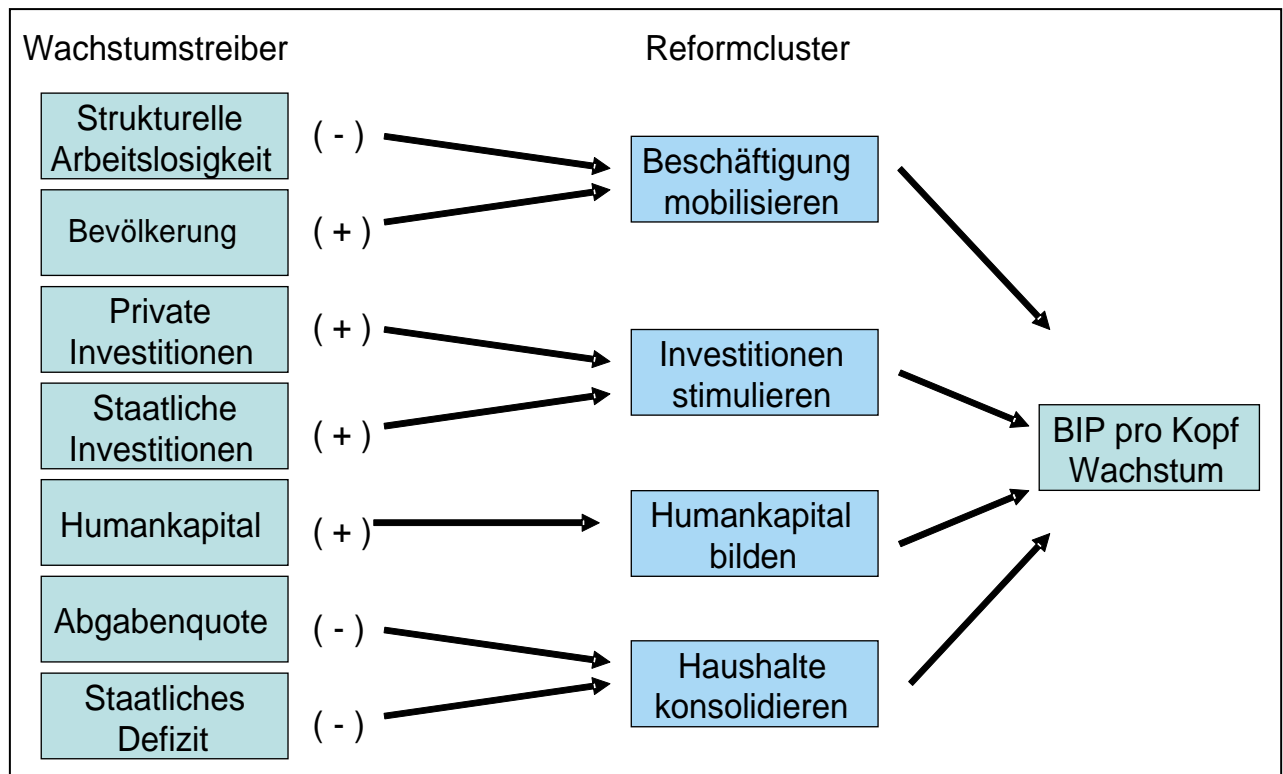 Wachstumstreiber
Reformcluster
Strukturelle
Arbeitslosigkeit
( - )
Beschäftigung
mobilisieren
Bevölkerung
( + )
Private
Investitionen
( + )
Investitionen
stimulieren
Staatliche
Investitionen
( + )
BIP pro Kopf
Wachstum
Humankapital
( + )
Humankapital
bilden
Abgabenquote
( - )
Haushalte
konsolidieren
Staatliches
Defizit
( - )